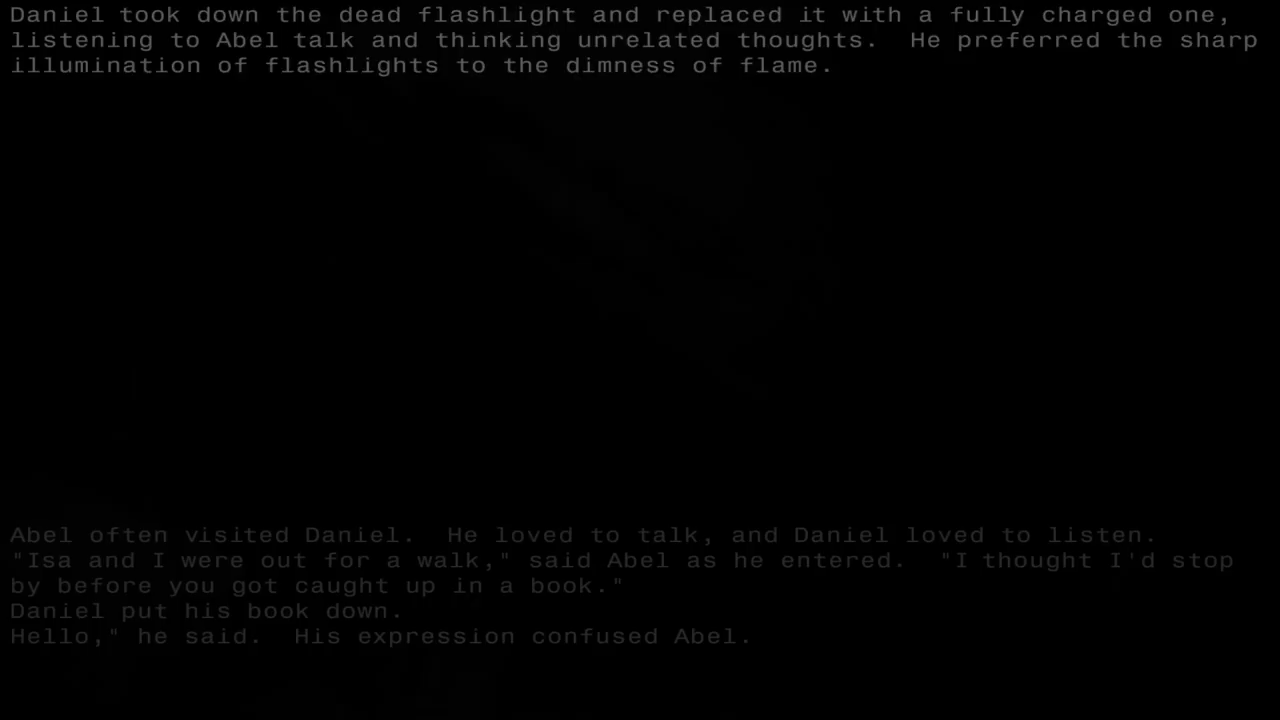 Daniel took down the dead flashlight and replaced it with a fully charged one,
listening to Abel talk and thinking unrelated thoughts.  He preferred the sharp
illumination of flashlights to the dimness of flame.
Abel often visited Daniel.  He loved to talk, and Daniel loved to listen.
"Isa and I were out for a walk," said Abel as he entered.  "I thought I'd stop
by before you got caught up in a book."
Daniel put his book down.
Hello," he said.  His expression confused Abel.